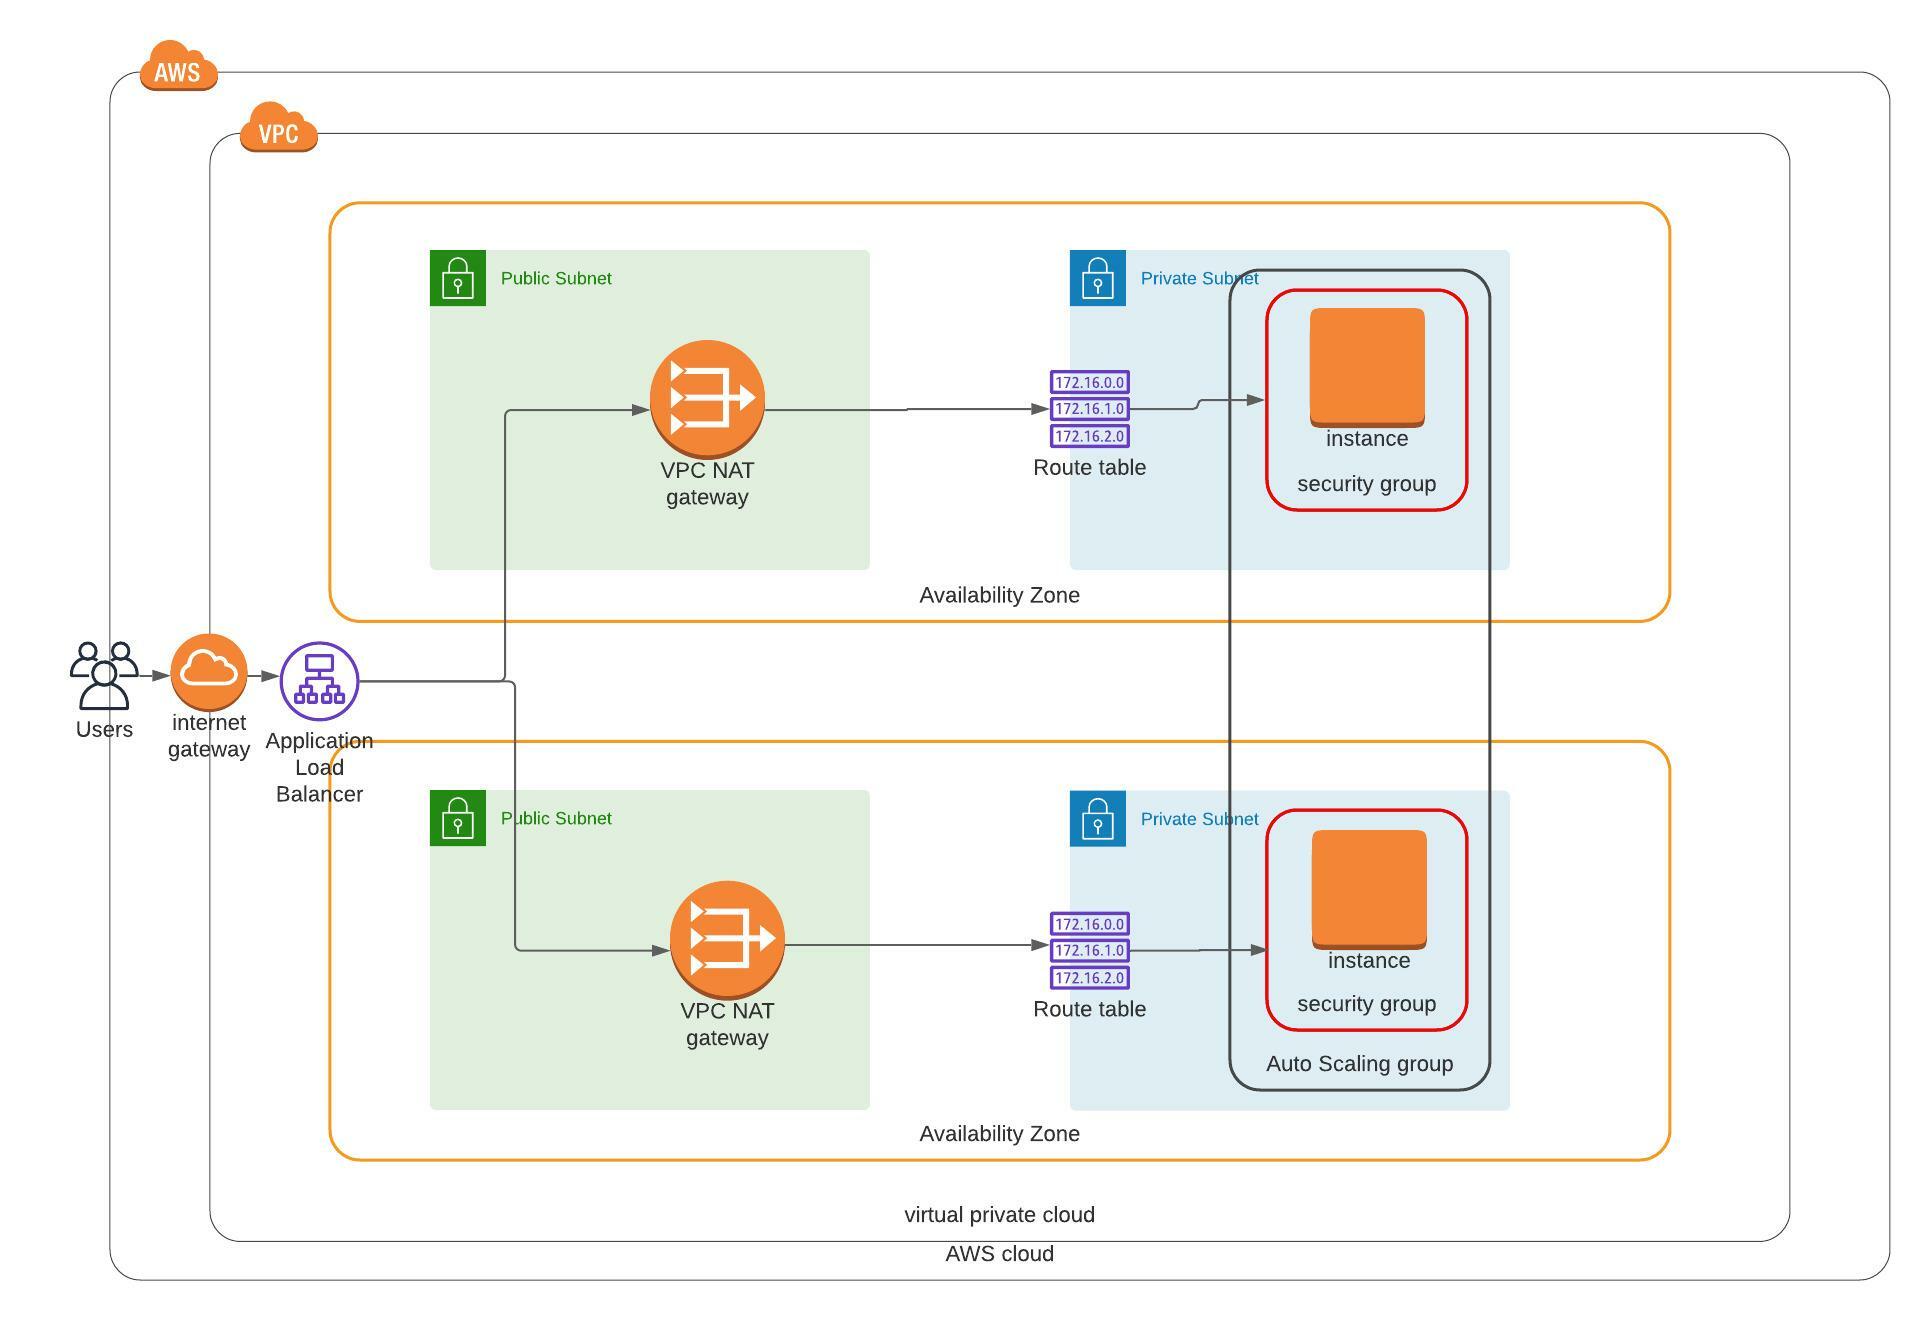 AWS
VPC
Public Subnet
Private Subnet
172.16.0.0
172.16.1.0
172.16.2.0
Route table
VPC NAT
gateway
instance
security group
Availability Zone
Users
internet
gateway
Application
Load
Balancer
Public Subnet
Private Subnet
172.16.0.0
172.16.1.0
172.16.2.0
Route table
VPC NAT
gateway
instance
security group
Auto Scaling group
Availability Zone
virtual private cloud
AWS cloud